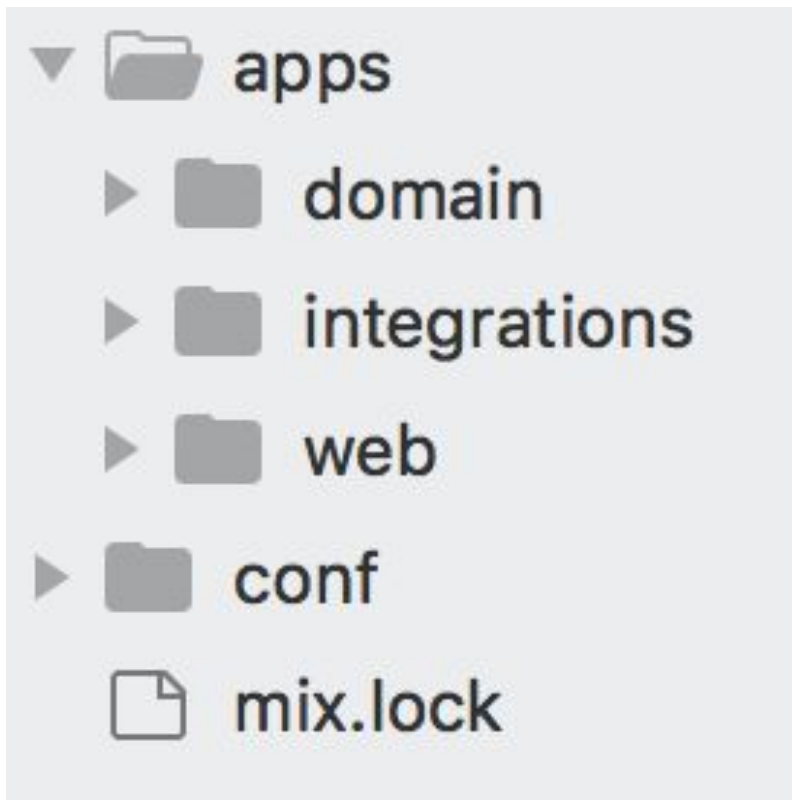 apps
domain
integrations
web
conf
mix.lock